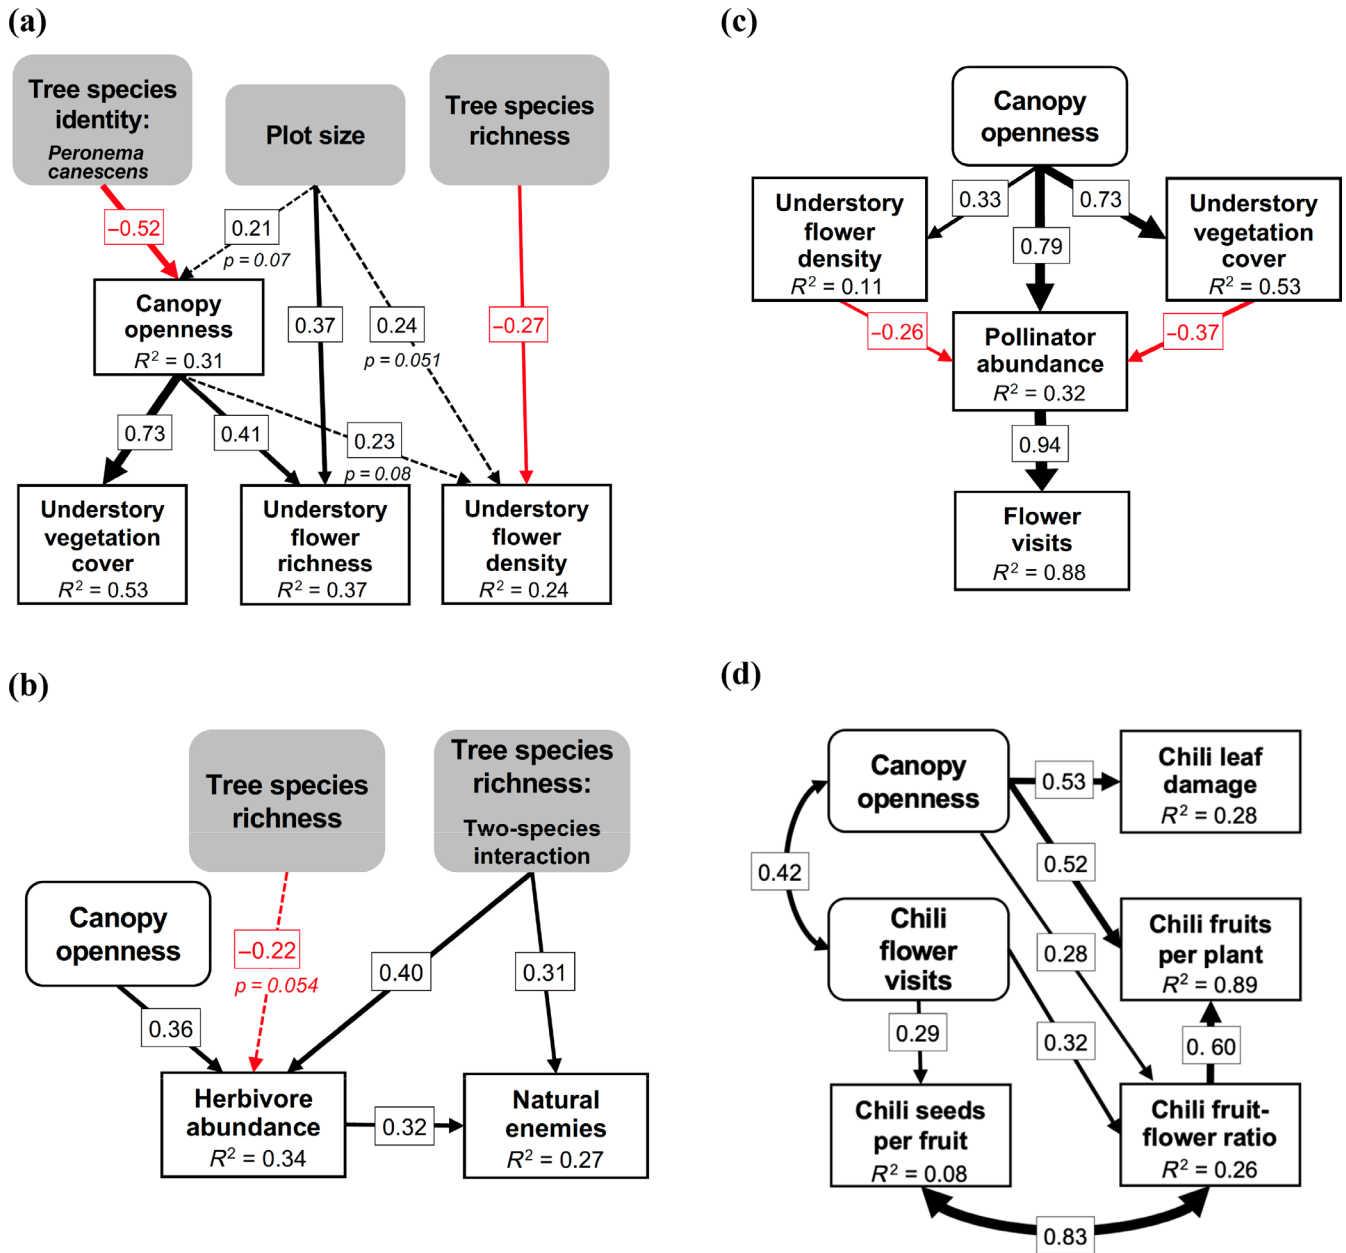 (a)
Tree species
identity:
Peronema
canescens
Plot size
Tree species
richness
−0.52
0.21
p = 0.07
Canopy
openness
R² = 0.31
0.37
0.24
p = 0.051
−0.27
0.73
0.41
0.23
p = 0.08
Understory
vegetation
cover
R² = 0.53
Understory
flower
richness
R² = 0.37
Understory
flower
density
R² = 0.24
(c)
Canopy
openness
0.33
0.79
0.73
Understory
flower
density
R² = 0.11
Understory
vegetation
cover
R² = 0.53
−0.26
−0.37
Pollinator
abundance
R² = 0.32
0.94
Flower
visits
R² = 0.88
(b)
Tree species
richness
Tree species
richness:
Two-species
interaction
Canopy
openness
−0.22
p = 0.054
0.40
0.31
0.36
Herbivore
abundance
R² = 0.34
0.32
Natural
enemies
R² = 0.27
(d)
Canopy
openness
0.53
Chili leaf
damage
R² = 0.28
0.42
0.52
Chili
flower
visits
0.28
Chili fruits
per plant
R² = 0.89
0.29
0.32
0. 60
Chili seeds
per fruit
R² = 0.08
Chili fruit-
flower ratio
R² = 0.26
0.83